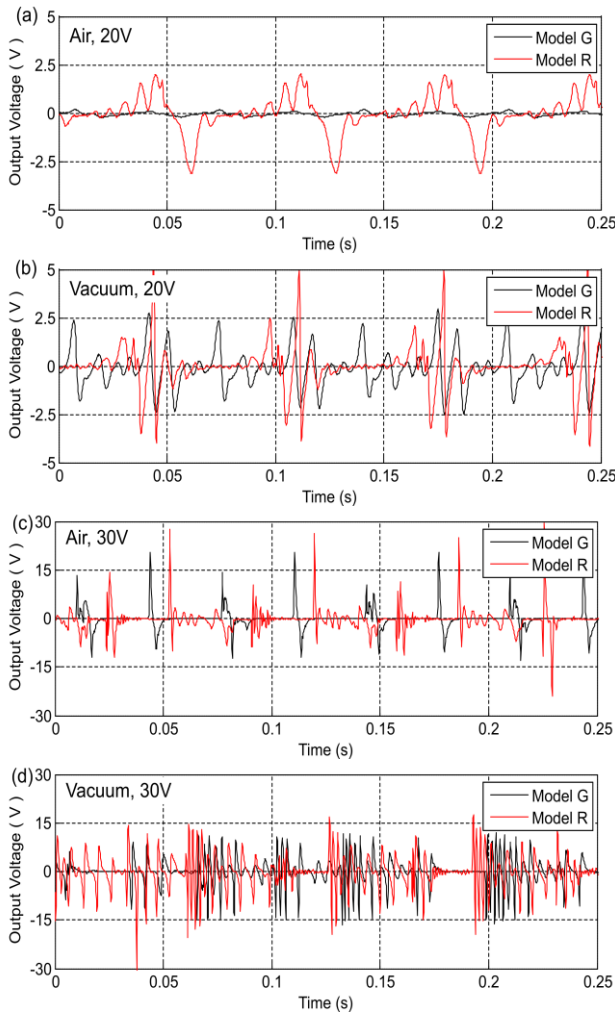 (a)
Air, 20V
Model G
Model R
Output Voltage ( V )
5
2.5
0
-2.5
-5
0 0.05 0.1 0.15 0.2 0.25
Time (s)
(b)
Vacuum, 20V
Model G
Model R
Output Voltage ( V )
5
2.5
0
-2.5
-5
0 0.05 0.1 0.15 0.2 0.25
Time (s)
(c)
Air, 30V
Model G
Model R
Output Voltage ( V )
30
15
0
-15
-30
0 0.05 0.1 0.15 0.2 0.25
Time (s)
(d)
Vacuum, 30V
Model G
Model R
Output Voltage ( V )
30
15
0
-15
-30
0 0.05 0.1 0.15 0.2 0.25
Time (s)